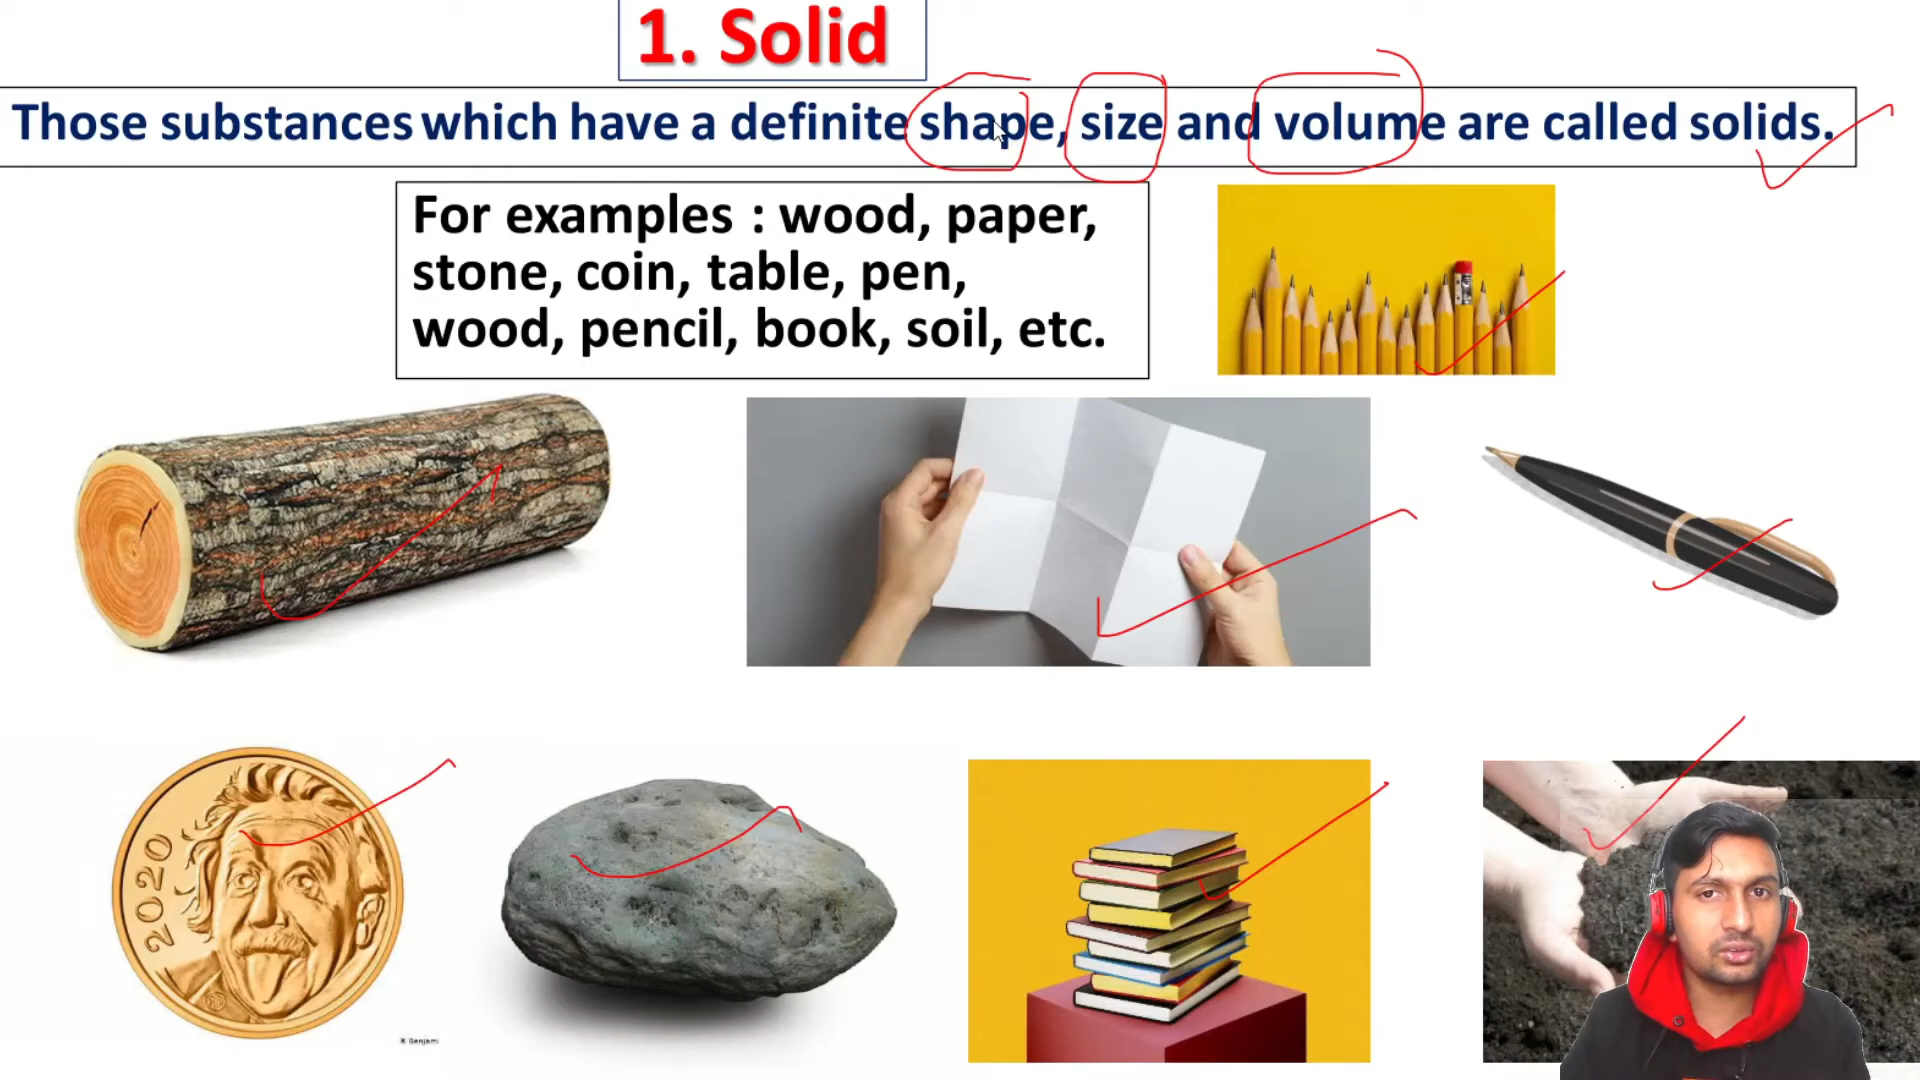 1. Solid
Those substances which have a definite shape, size and volume are called solids.
For examples : wood, paper,
stone, coin, table, pen,
wood, pencil, book, soil, etc.
2020
® Benjami